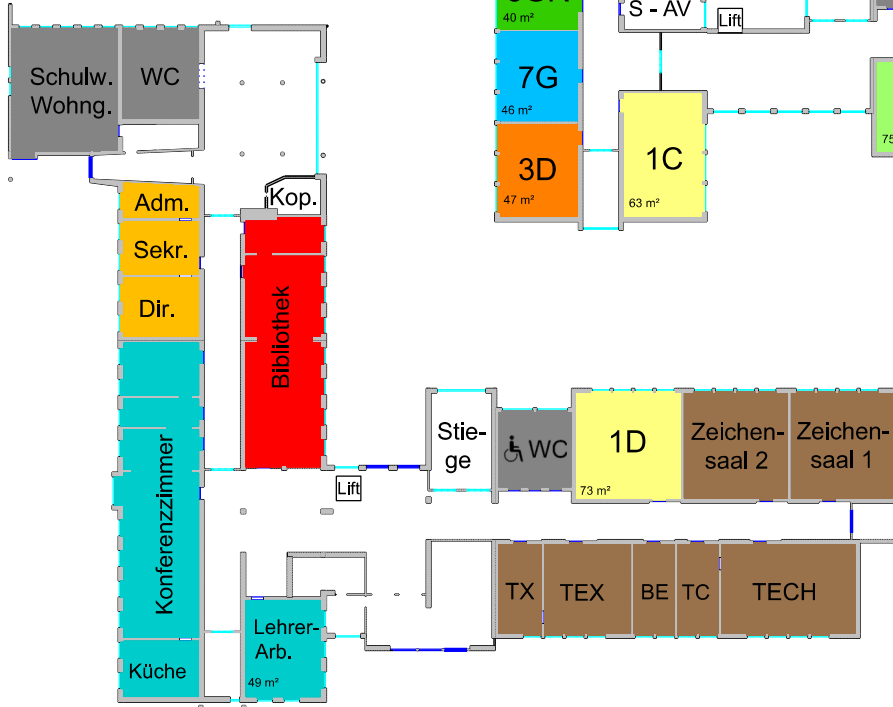 40 m²
S - AV
Lift
Schulw.
Wohng.
WC
7G
46 m²
75
3D
47 m²
1C
63 m²
Adm.
Kop.
Sekr.
Dir.
Bibliothek
Konferenzzimmer
Küche
Lift
Stie-
ge
WC
1D
73 m²
Zeichen-
saal 2
Zeichen-
saal 1
TX
TEX
BE
TC
TECH
Lehrer-
Arb.
49 m²